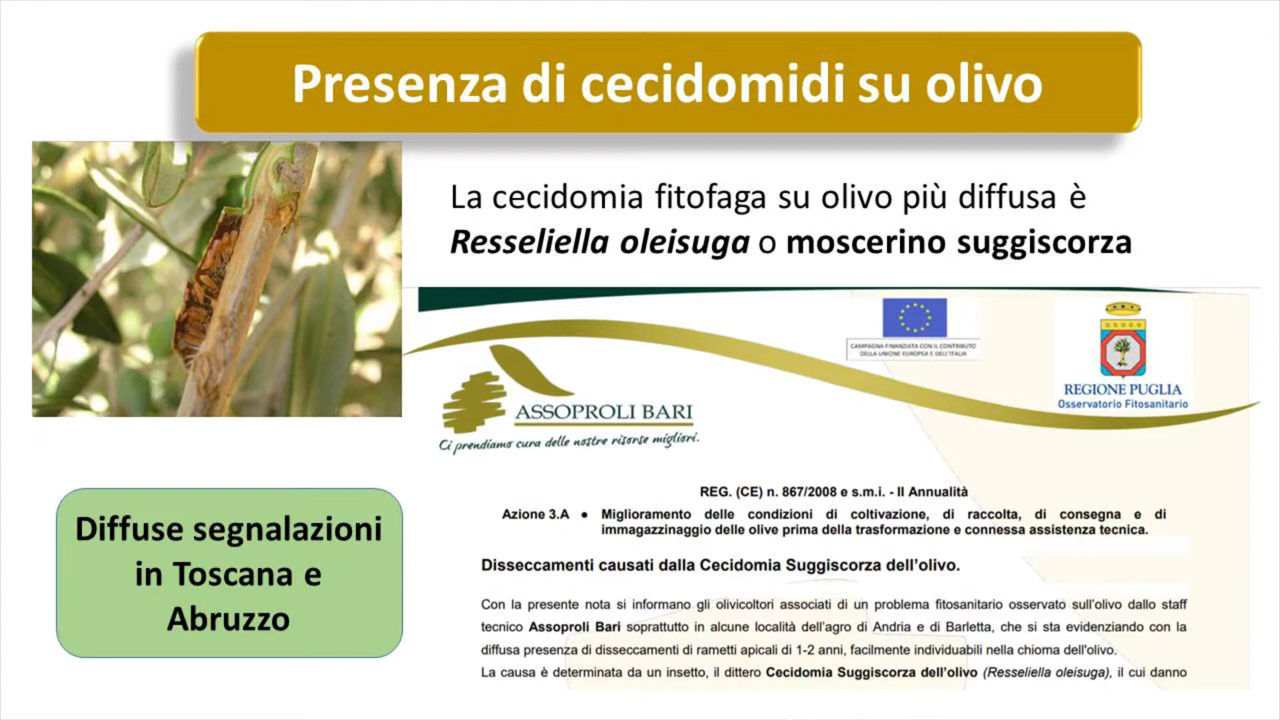 Presenza di cecidomidi su olivo
La cecidomia fitofaga su olivo più diffusa è
Resseliella oleisuga o moscerino suggiscorza
CAMPAGNA FINANZIATA CON IL CONTRIBUTO
DELLA UNIONE EUROPEA E DELL'ITALIA
REGIONE PUGLIA
Osservatorio Fitosanitario
ASSOPROLI BARI
Ci prendiamo cura delle nostre risorse migliori.
Diffuse segnalazioni
in Toscana e
Abruzzo
REG. (CE) n. 867/2008 e s.m.i. - II Annualità
Azione 3.A • Miglioramento delle condizioni di coltivazione, di raccolta, di consegna e di
immagazzinaggio delle olive prima della trasformazione e connessa assistenza tecnica.
Disseccamenti causati dalla Cecidomia Suggiscorza dell'olivo.
Con la presente nota si informano gli olivicoltori associati di un problema fitosanitario osservato sull'olivo dallo staff
tecnico Assoproli Bari soprattutto in alcune località dell'agro di Andria e di Barletta, che si sta evidenziando con la
diffusa presenza di disseccamenti di rametti apicali di 1-2 anni, facilmente individuabili nella chioma dell'olivo.
La causa è determinata da un insetto, il dittero Cecidomia Suggiscorza dell'olivo (Resseliella oleisuga), il cui danno